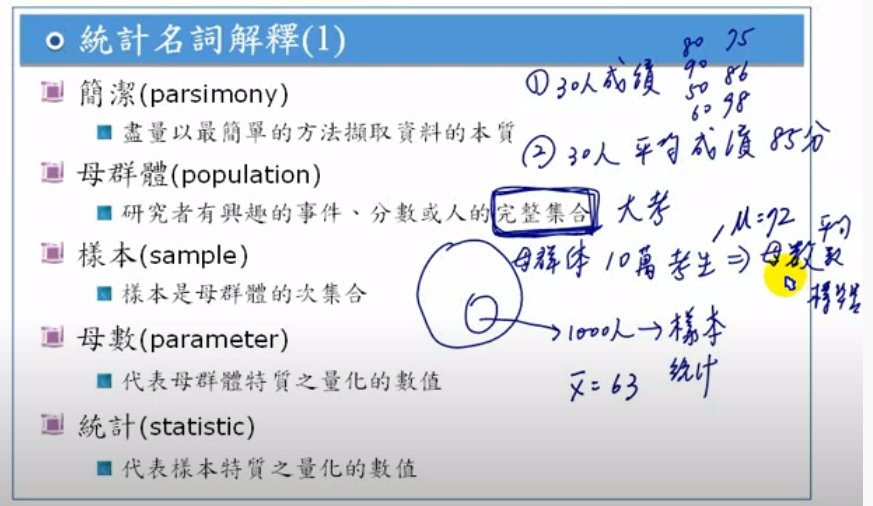 統計名詞解釋(1)
簡潔(parsimony)
盡量以最簡單的方法擷取資料的本質
母群體(population)
研究者有興趣的事件、分數或人的完整集合
樣本(sample)
樣本是母群體的次集合
母數(parameter)
代表母群體特質之量化的數值
統計(statistic)
代表樣本特質之量化的數值
① 30人成績
80 75
90 86
50 98
60
② 30人平均成績 85分
大考
母群体 10萬考生 ⇒ 母數
μ=72 平均
1000人 → 樣本
統計
x̄ = 63